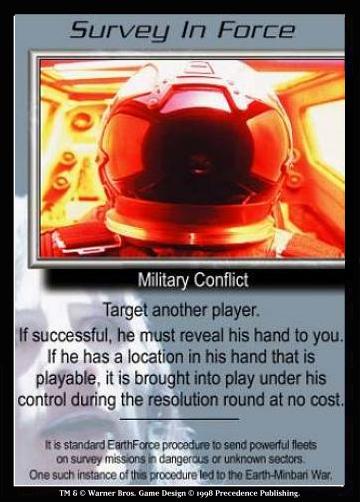 Survey In Force
Military Conflict
Target another player.
If successful, he must reveal his hand to you.
If he has a location in his hand that is
playable, it is brought into play under his
control during the resolution round at no cost.
It is standard EarthForce procedure to send powerful fleets
on survey missions in dangerous or unknown sectors.
One such instance of this procedure led to the Earth-Minbari War.
TM & © Warner Bros. Game Design © 1998 Precedence Publishing.